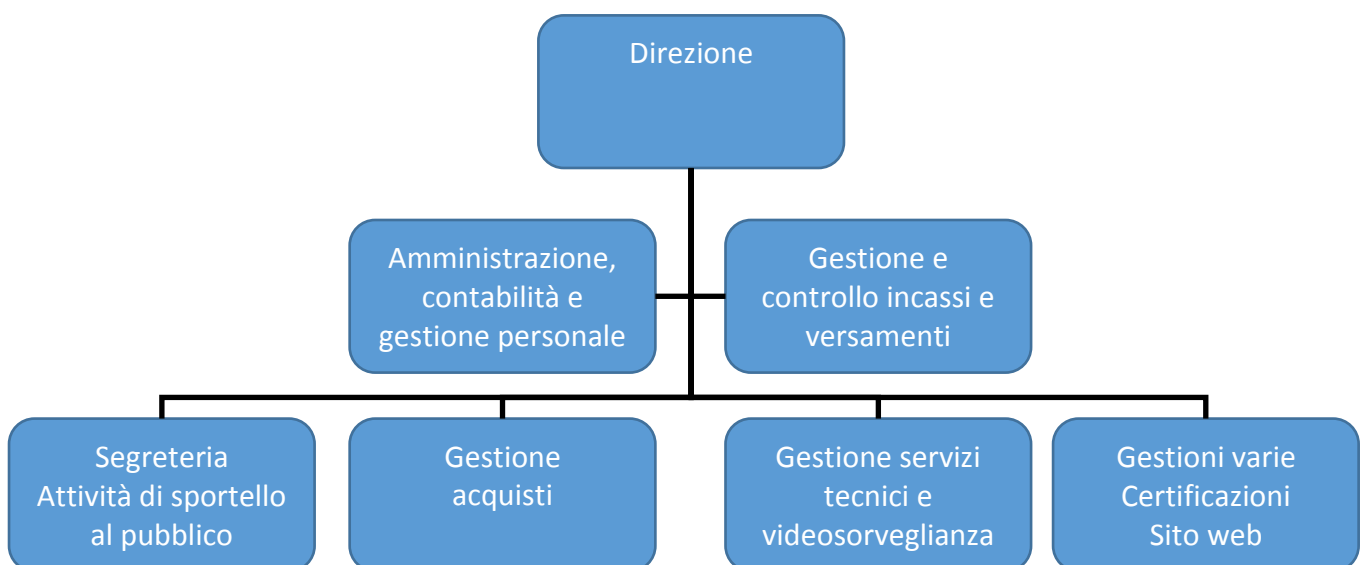 Direzione
Amministrazione,
contabilità e
gestione personale
Gestione e
controllo incassi e
versamenti
Segreteria
Attività di sportello
al pubblico
Gestione
acquisti
Gestione servizi
tecnici e
videosorveglianza
Gestioni varie
Certificazioni
Sito web